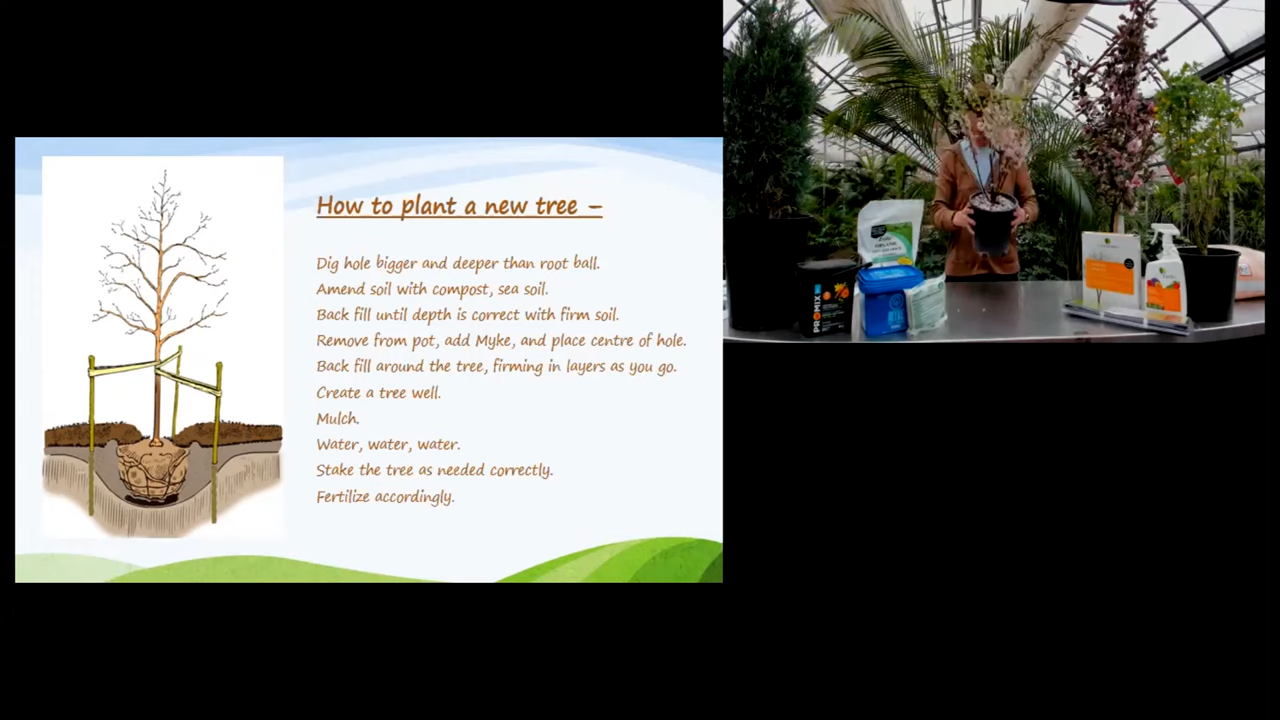 How to plant a new tree –
Dig hole bigger and deeper than root ball.
Amend soil with compost, sea soil.
Back fill until depth is correct with firm soil.
Remove from pot, add Myke, and place centre of hole.
Back fill around the tree, firming in layers as you go.
Create a tree well.
Mulch.
Water, water, water.
Stake the tree as needed correctly.
Fertilize accordingly.
PROMIX